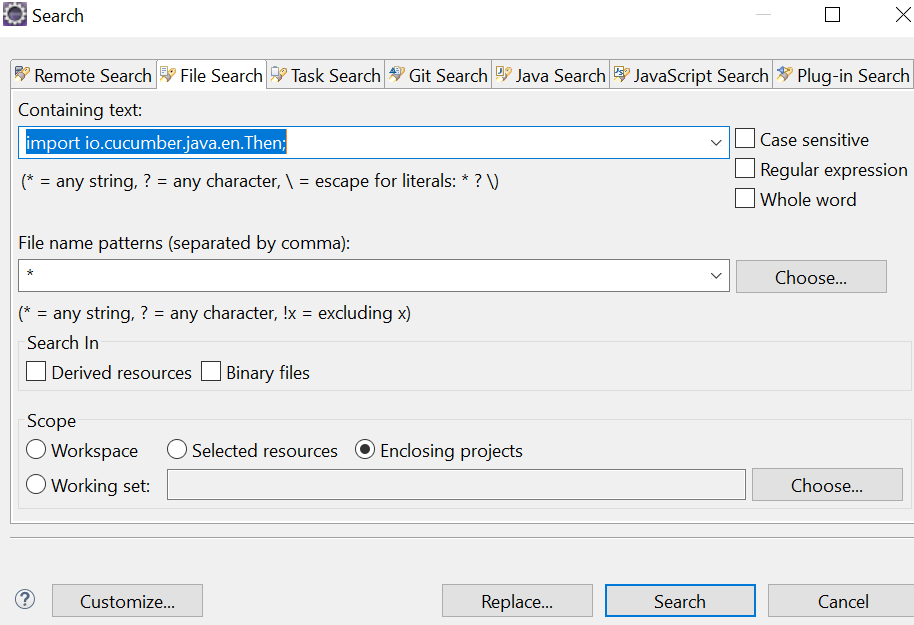 Search
Remote Search File Search Task Search Git Search Java Search JavaScript Search Plug-in Search
Containing text:
import io.cucumber.java.en.Then;
Case sensitive
(* = any string, ? = any character, \ = escape for literals: * ? \)
Regular expression
Whole word
File name patterns (separated by comma):
*
Choose...
(* = any string, ? = any character, !x = excluding x)
Search In
Derived resources Binary files
Scope
Workspace Selected resources Enclosing projects
Working set: Choose...
? Customize... Replace... Search Cancel